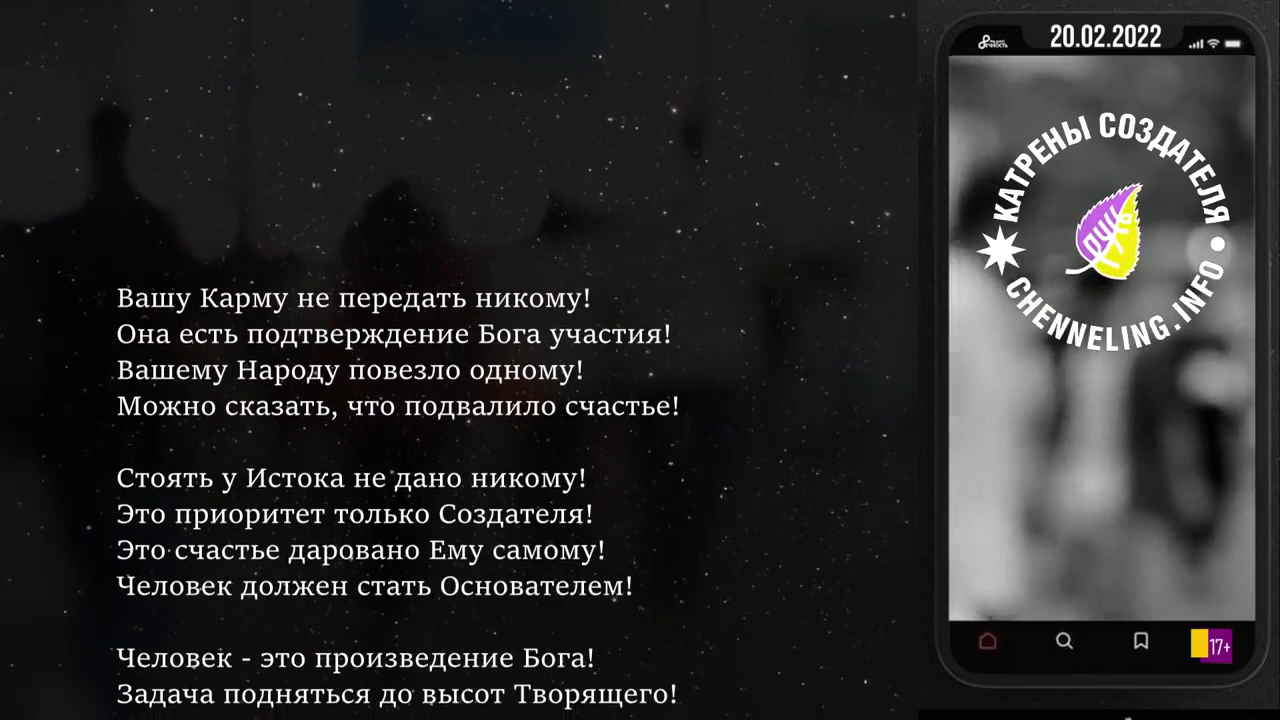 Вашу Карму не передать никому!
Она есть подтверждение Бога участия!
Вашему Народу повезло одному!
Можно сказать, что подвалило счастье!
Стоять у Истока не дано никому!
Это приоритет только Создателя!
Это счастье даровано Ему самому!
Человек должен стать Основателем!
Человек - это произведение Бога!
Задача подняться до высот Творящего!
20.02.2022
КАТРЕНЫ СОЗДАТЕЛЯ
CHENNELING.INFO
17+